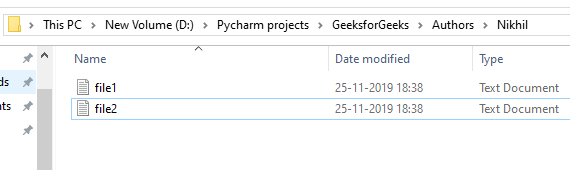 This PC > New Volume (D:) > Pycharm projects > GeeksforGeeks > Authors > Nikhil
Name Date modified Type
ds
file1 25-11-2019 18:38 Text Document
nts
file2 25-11-2019 18:38 Text Document